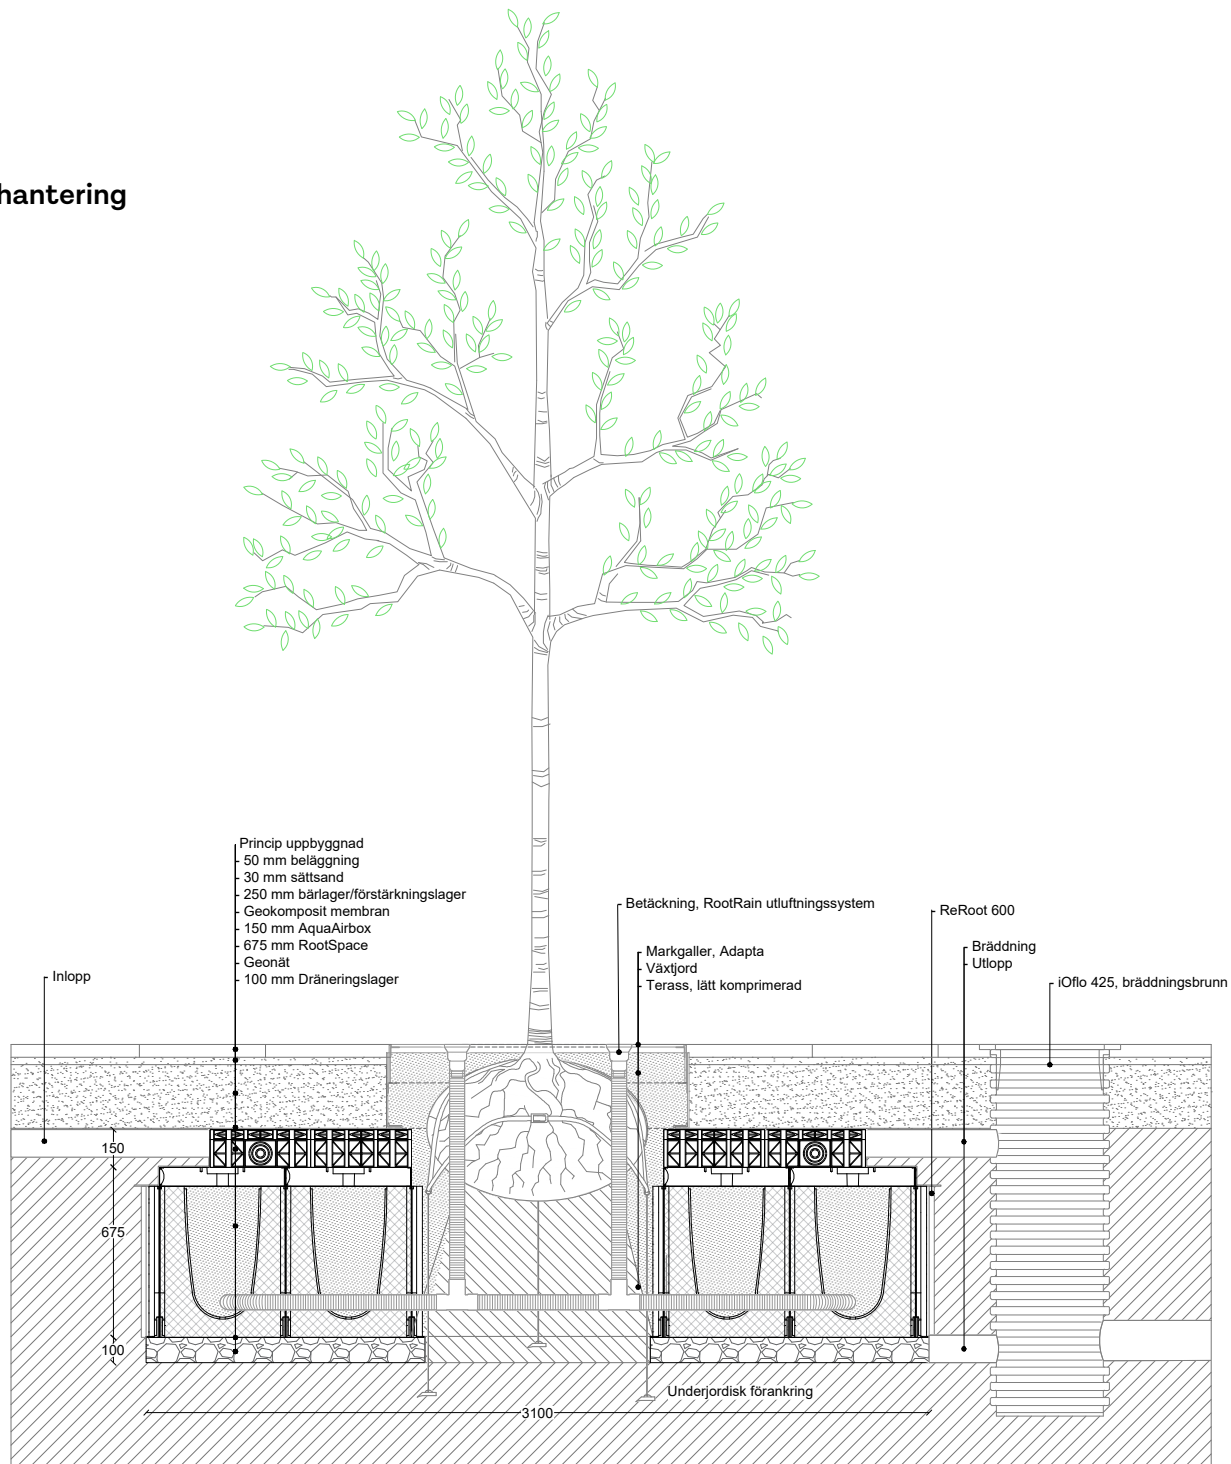 hantering
Princip uppbyggnad
50 mm beläggning
30 mm sättsand
250 mm bärlager/förstärkningslager
Geokomposit membran
150 mm AquaAirbox
675 mm RootSpace
Geonät
100 mm Dräneringslager
Inlopp
Betäckning, RootRain utluftningssystem
Markgaller, Adapta
Växtjord
Terass, lätt komprimerad
ReRoot 600
Bräddning
Utlopp
iOflo 425, bräddningsbrunn
150
675
100
Underjordisk förankring
3100